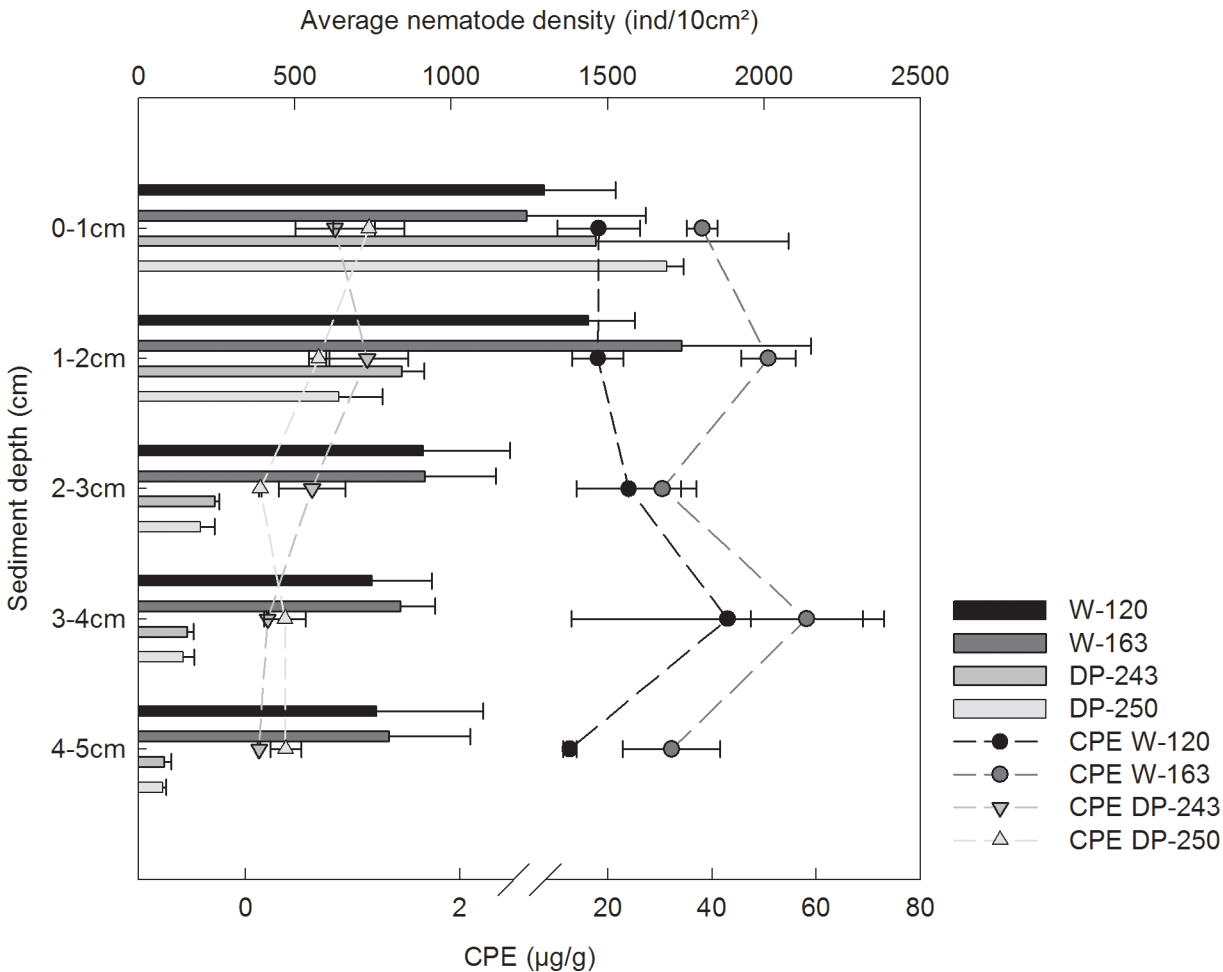 Average nematode density (ind/10cm²)
0 500 1000 1500 2000 2500
Sediment depth (cm)
0-1cm
1-2cm
2-3cm
3-4cm
4-5cm
W-120
W-163
DP-243
DP-250
CPE W-120
CPE W-163
CPE DP-243
CPE DP-250
0 2 20 40 60 80
CPE (µg/g)